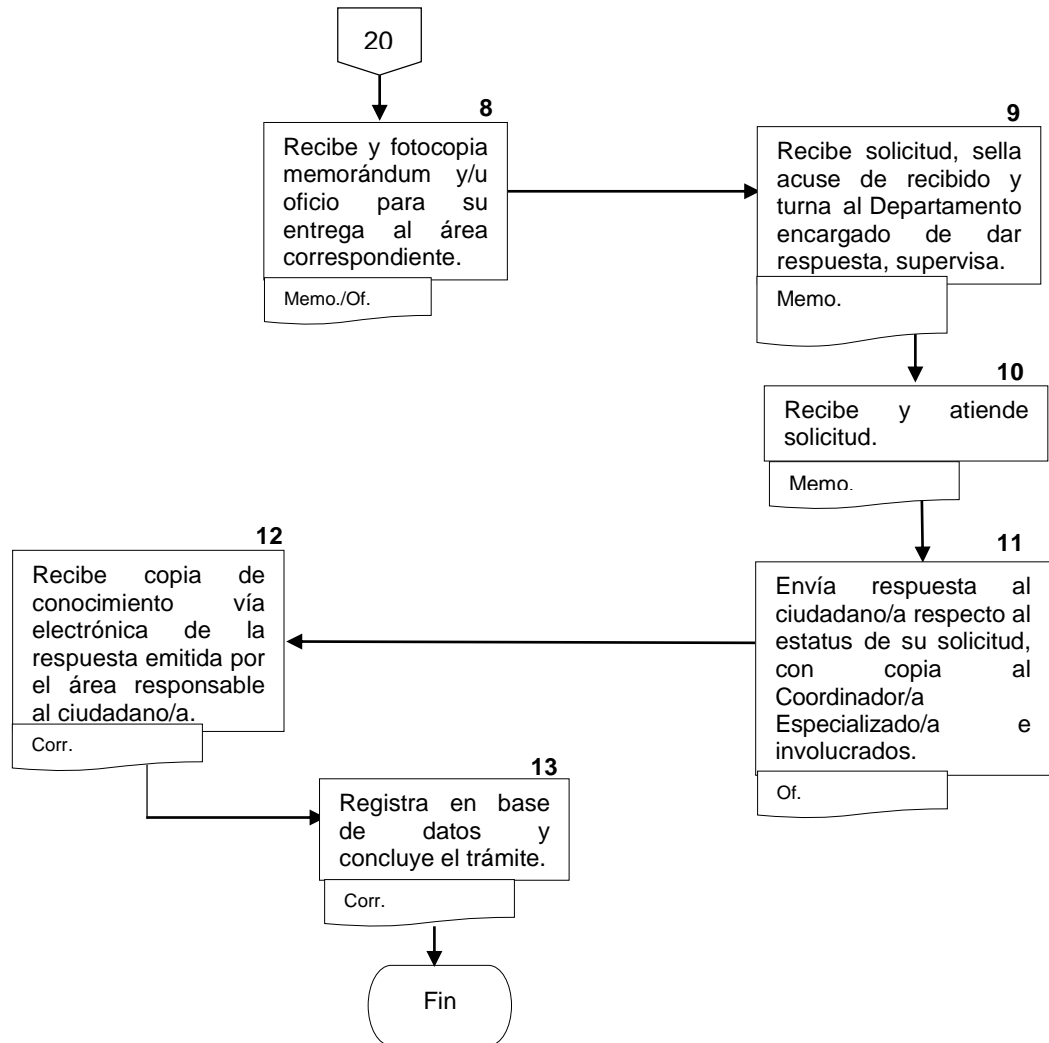 20
8
Recibe y fotocopia
memorándum y/u
oficio para su
entrega al área
correspondiente.
Memo./Of.
9
Recibe solicitud, sella
acuse de recibido y
turna al Departamento
encargado de dar
respuesta, supervisa.
Memo.
10
Recibe y atiende
solicitud.
Memo.
11
Envía respuesta al
ciudadano/a respecto al
estatus de su solicitud,
con copia al
Coordinador/a
Especializado/a e
involucrados.
Of.
12
Recibe copia de
conocimiento vía
electrónica de la
respuesta emitida por
el área responsable
al ciudadano/a.
Corr.
13
Registra en base
de datos y
concluye el trámite.
Corr.
Fin